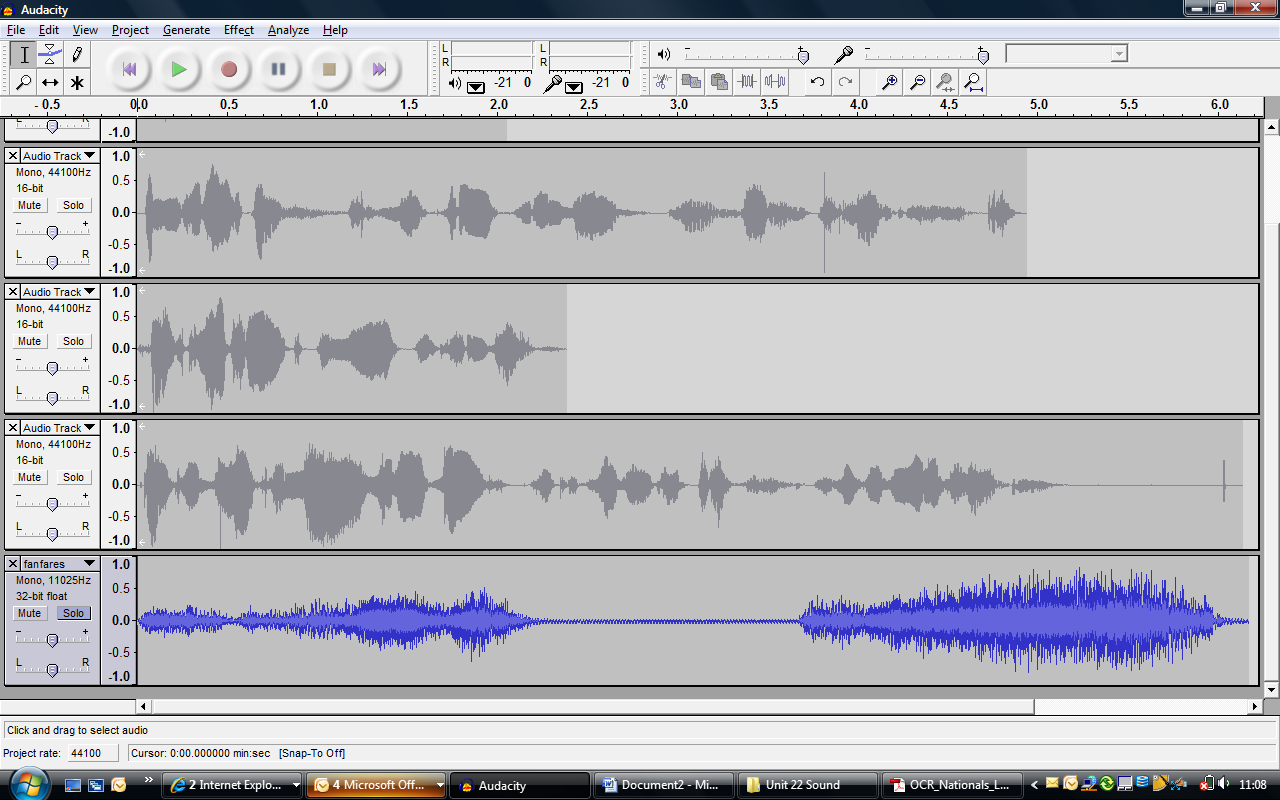 Audacity
File Edit View Project Generate Effect Analyze Help
L
R
-21 0
L
R
-21 0
- 0.5 0.0 0.5 1.0 1.5 2.0 2.5 3.0 3.5 4.0 4.5 5.0 5.5 6.0
L R
-1.0
Audio Track
Mono, 44100Hz
16-bit
Mute Solo
- +
L R
1.0
0.5
0.0
-0.5
-1.0
Audio Track
Mono, 44100Hz
16-bit
Mute Solo
- +
L R
1.0
0.5
0.0
-0.5
-1.0
Audio Track
Mono, 44100Hz
16-bit
Mute Solo
- +
L R
1.0
0.5
0.0
-0.5
-1.0
fanfares
Mono, 11025Hz
32-bit float
Mute Solo
- +
L R
1.0
0.5
0.0
-0.5
-1.0
Click and drag to select audio
Project rate: 44100 Cursor: 0:00.000000 min:sec [Snap-To Off]
2 Internet Explo... 4 Microsoft Off... Audacity Document2 - Mi... Unit 22 Sound OCR_Nationals_L... 11:08